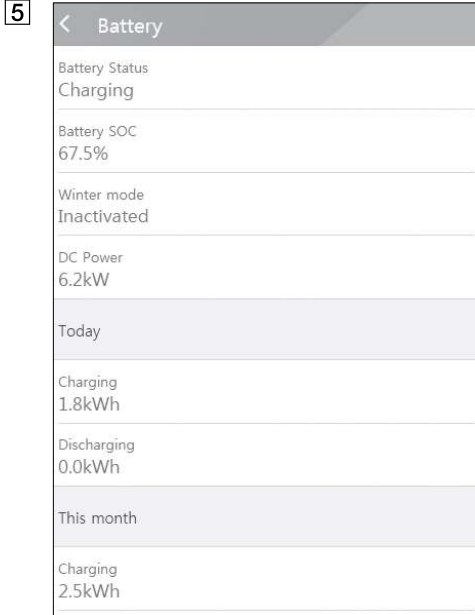 5
Battery
Battery Status
Charging
Battery SOC
67.5%
Winter mode
Inactivated
DC Power
6.2kW
Today
Charging
1.8kWh
Discharging
0.0kWh
This month
Charging
2.5kWh